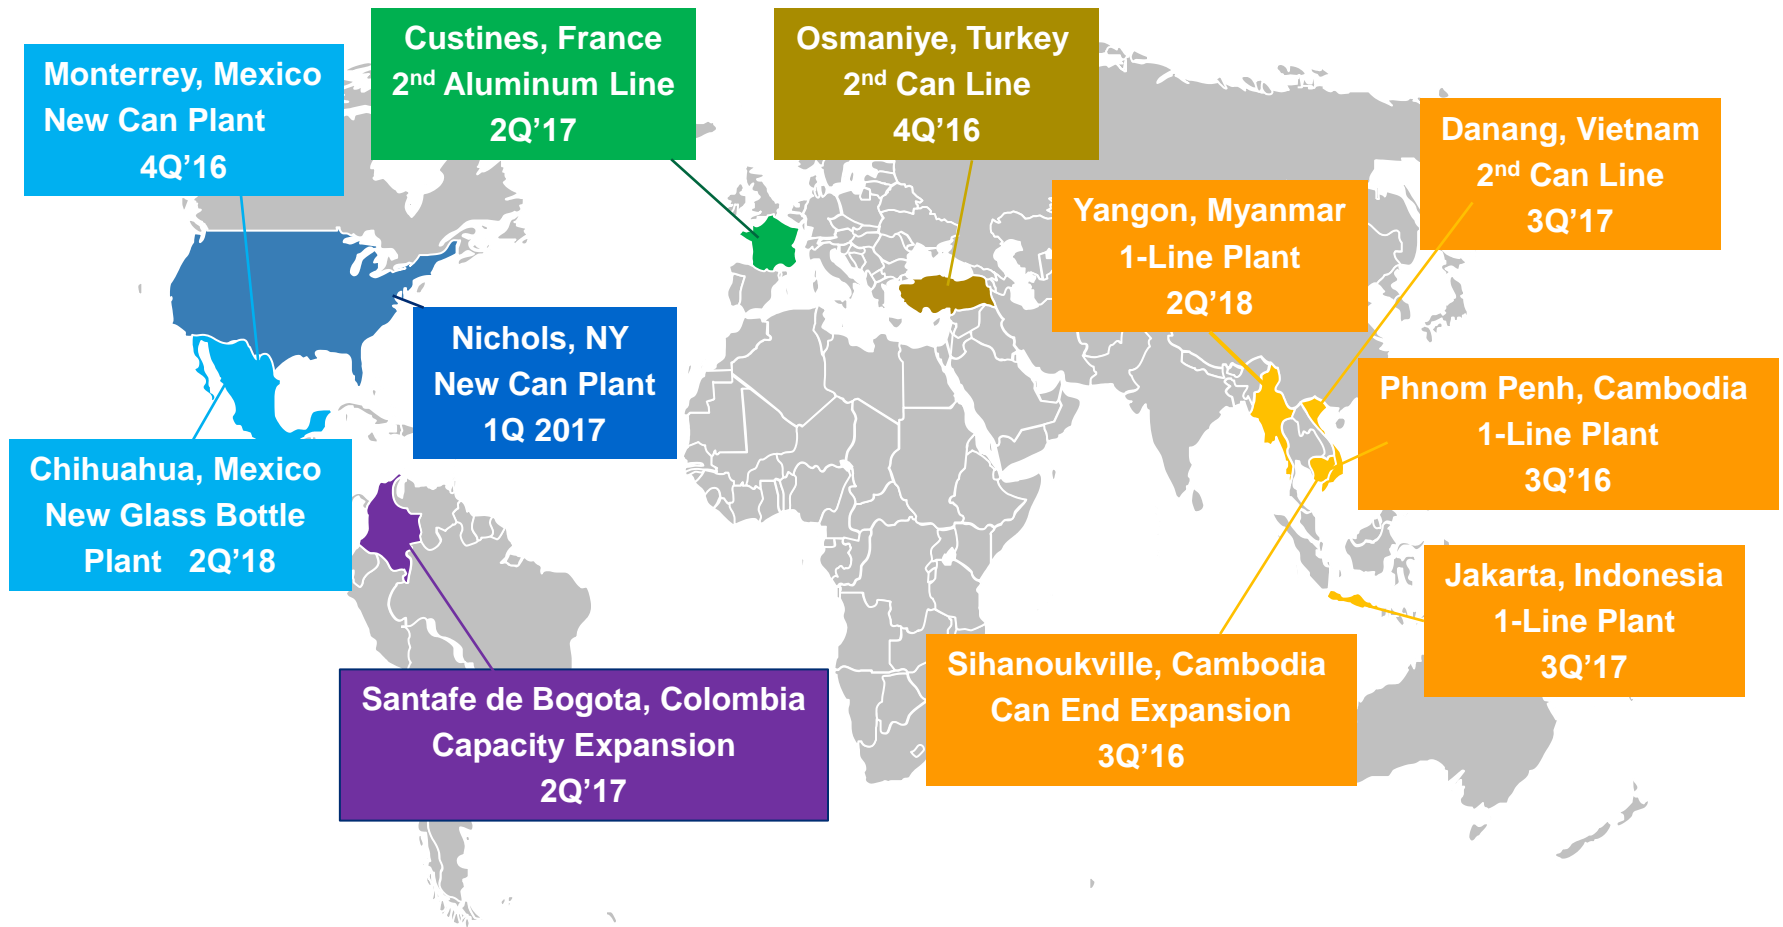 Monterrey, Mexico
New Can Plant
4Q’16
Custines, France
2nd Aluminum Line
2Q’17
Osmaniye, Turkey
2nd Can Line
4Q’16
Danang, Vietnam
2nd Can Line
3Q’17
Yangon, Myanmar
1-Line Plant
2Q’18
Nichols, NY
New Can Plant
1Q 2017
Phnom Penh, Cambodia
1-Line Plant
3Q’16
Chihuahua, Mexico
New Glass Bottle
Plant 2Q’18
Jakarta, Indonesia
1-Line Plant
3Q’17
Sihanoukville, Cambodia
Can End Expansion
3Q’16
Santafe de Bogota, Colombia
Capacity Expansion
2Q’17